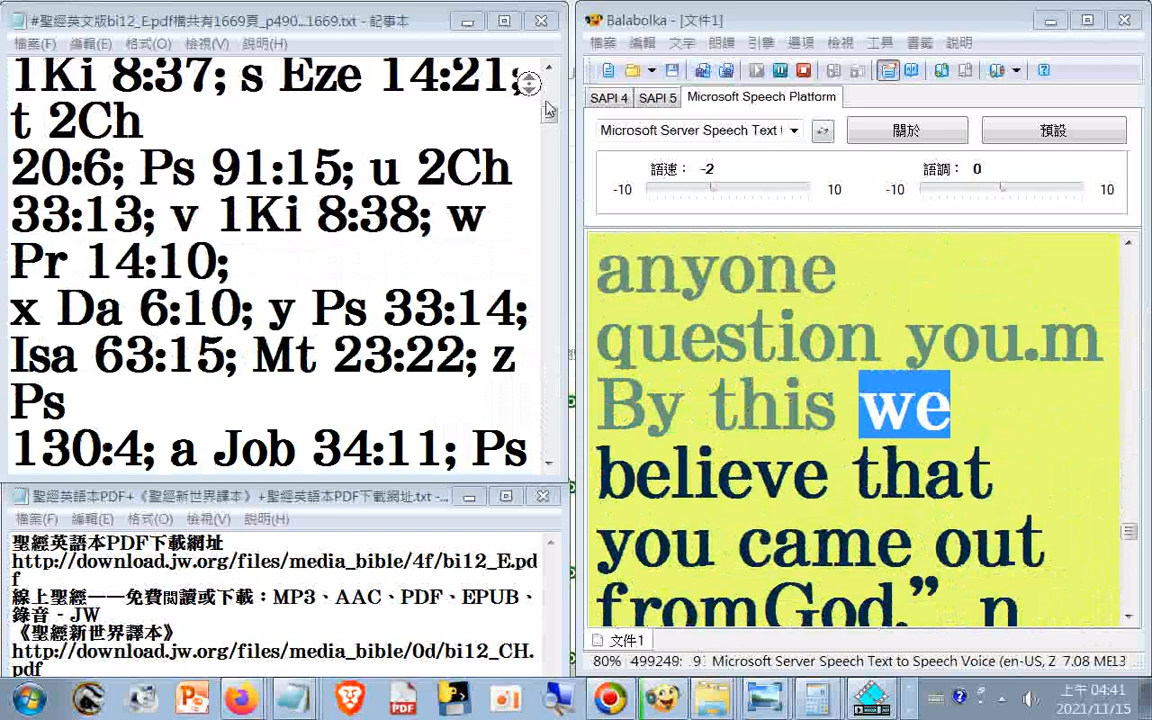 #聖經英文版bi12_E.pdf檔共有1669頁_p490...1669.txt - 記事本
檔案(F) 編輯(E) 格式(O) 檢視(V) 說明(H)
1Ki 8:37; s Eze 14:21;
t 2Ch
20:6; Ps 91:15; u 2Ch
33:13; v 1Ki 8:38; w
Pr 14:10;
x Da 6:10; y Ps 33:14;
Isa 63:15; Mt 23:22; z
Ps
130:4; a Job 34:11; Ps
聖經英語本PDF+《聖經新世界譯本》+聖經英語本PDF下載網址.txt -...
檔案(F) 編輯(E) 格式(O) 檢視(V) 說明(H)
聖經英語本PDF下載網址
http://download.jw.org/files/media_bible/4f/bi12_E.pd
f
線上聖經——免費閱讀或下載：MP3、AAC、PDF、EPUB、
錄音 - JW
《聖經新世界譯本》
http://download.jw.org/files/media_bible/0d/bi12_CH.
pdf
Balabolka - [文件1]
檔案 編輯 文字 朗讀 引擎 選項 檢視 工具 書籤 說明
SAPI 4 SAPI 5 Microsoft Speech Platform
Microsoft Server Speech Text 關於 預設
語速： -2 語調： 0
-10 10 -10 10
anyone
question you.m
By this we
believe that
you came out
fromGod.” n
文件1
80% 499249: .9 Microsoft Server Speech Text to Speech Voice (en-US, Z 7.08 ME13
PDF
上午 04:41
2021/11/15